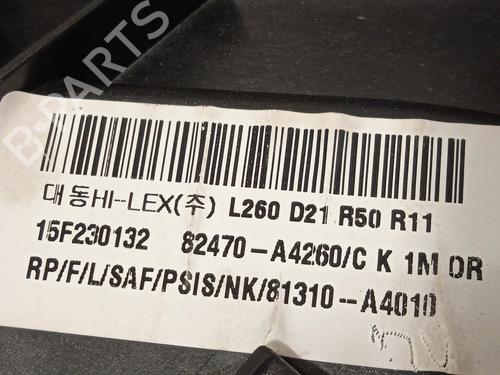 B-PARTS
대동HI-LEX(주) L260 D21 R50 R11
15F230132 82470-A4260/C K 1M OR
RP/F/L/SAF/PSIS/NK/81310-A4010